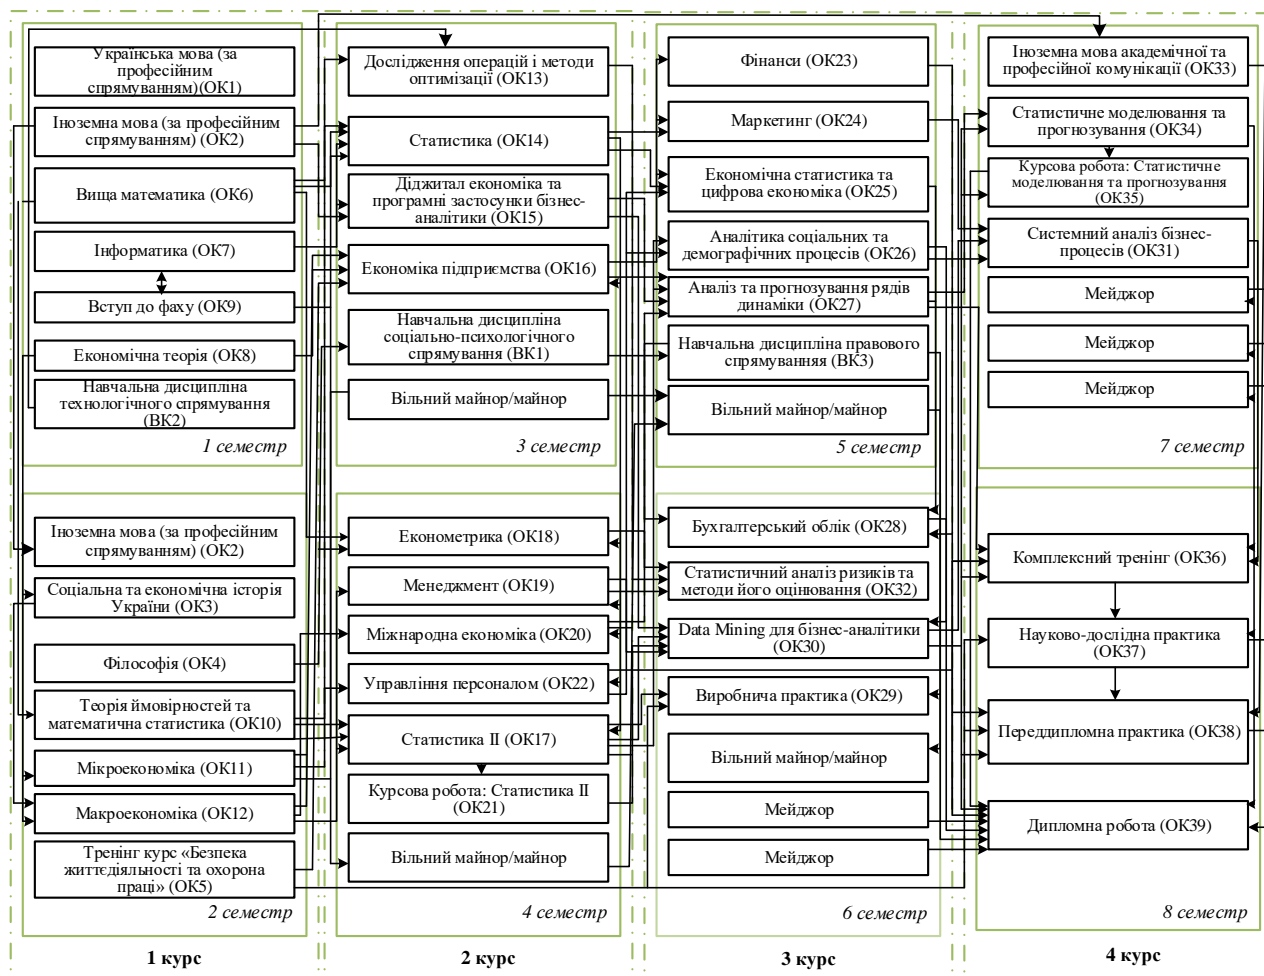 Українська мова (за
професійним
спрямуванням)(ОК1)
Іноземна мова (за професійним
спрямуванням) (ОК2)
Вища математика (ОК6)
Інформатика (ОК7)
Вступ до фаху (ОК9)
Економічна теорія (ОК8)
Навчальна дисципліна
технологічного спрямування
(ВК2)
1 семестр
Іноземна мова (за професійним
спрямуванням) (ОК2)
Соціальна та економічна історія
України (ОК3)
Філософія (ОК4)
Теорія ймовірностей та
математична статистика (ОК10)
Мікроекономіка (ОК11)
Макроекономіка (ОК12)
Тренінг курс «Безпека
життєдіяльності та охорона
праці» (ОК5)
2 семестр
1 курс
Дослідження операцій і методи
оптимізації (ОК13)
Статистика (ОК14)
Діджитал економіка та
програмні застосунки бізнес-
аналітики (ОК15)
Економіка підприємства (ОК16)
Навчальна дисципліна
соціально-психологічного
спрямування (ВК1)
Вільний майнор/майнор
3 семестр
Економетрика (ОК18)
Менеджмент (ОК19)
Міжнародна економіка (ОК20)
Управління персоналом (ОК22)
Статистика ІІ (ОК17)
Курсова робота: Статистика ІІ
(ОК21)
Вільний майнор/майнор
4 семестр
2 курс
Фінанси (ОК23)
Маркетинг (ОК24)
Економічна статистика та
цифрова економіка (ОК25)
Аналітика соціальних та
демографічних процесів (ОК26)
Аналіз та прогнозування рядів
динаміки (ОК27)
Навчальна дисципліна правового
спрямуванняя (ВК3)
Вільний майнор/майнор
5 семестр
Бухгалтерський облік (ОК28)
Статистичний аналіз ризиків та
методи його оцінювання (ОК32)
Data Mining для бізнес-аналітики
(ОК30)
Виробнича практика (ОК29)
Вільний майнор/майнор
Мейджор
Мейджор
6 семестр
3 курс
Іноземна мова академічної та
професійної комунікації (ОК33)
Статистичне моделювання та
прогнозування (ОК34)
Курсова робота: Статистичне
моделювання та прогнозування
(ОК35)
Системний аналіз бізнес-
процесів (ОК31)
Мейджор
Мейджор
Мейджор
7 семестр
Комплексний тренінг (ОК36)
Науково-дослідна практика
(ОК37)
Переддипломна практика (ОК38)
Дипломна робота (ОК39)
8 семестр
4 курс